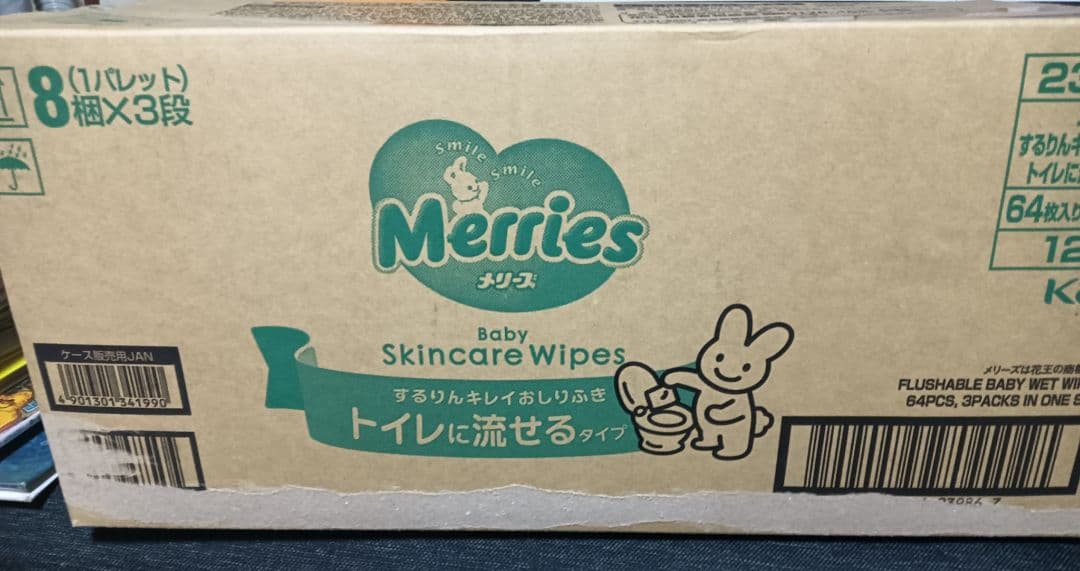 8(1パレット)
梱×3段
Smile Smile
Merries
メリーズ
Baby
Skincare Wipes
するりんキレイおしりふき
トイレに流せるタイプ
ケース販売用JAN
4 901301 341990
23
するりんキ
トイレに
64枚入り
12
メリーズは花王の商
FLUSHABLE BABY WET WI
64PCS, 3PACKS IN ONE S